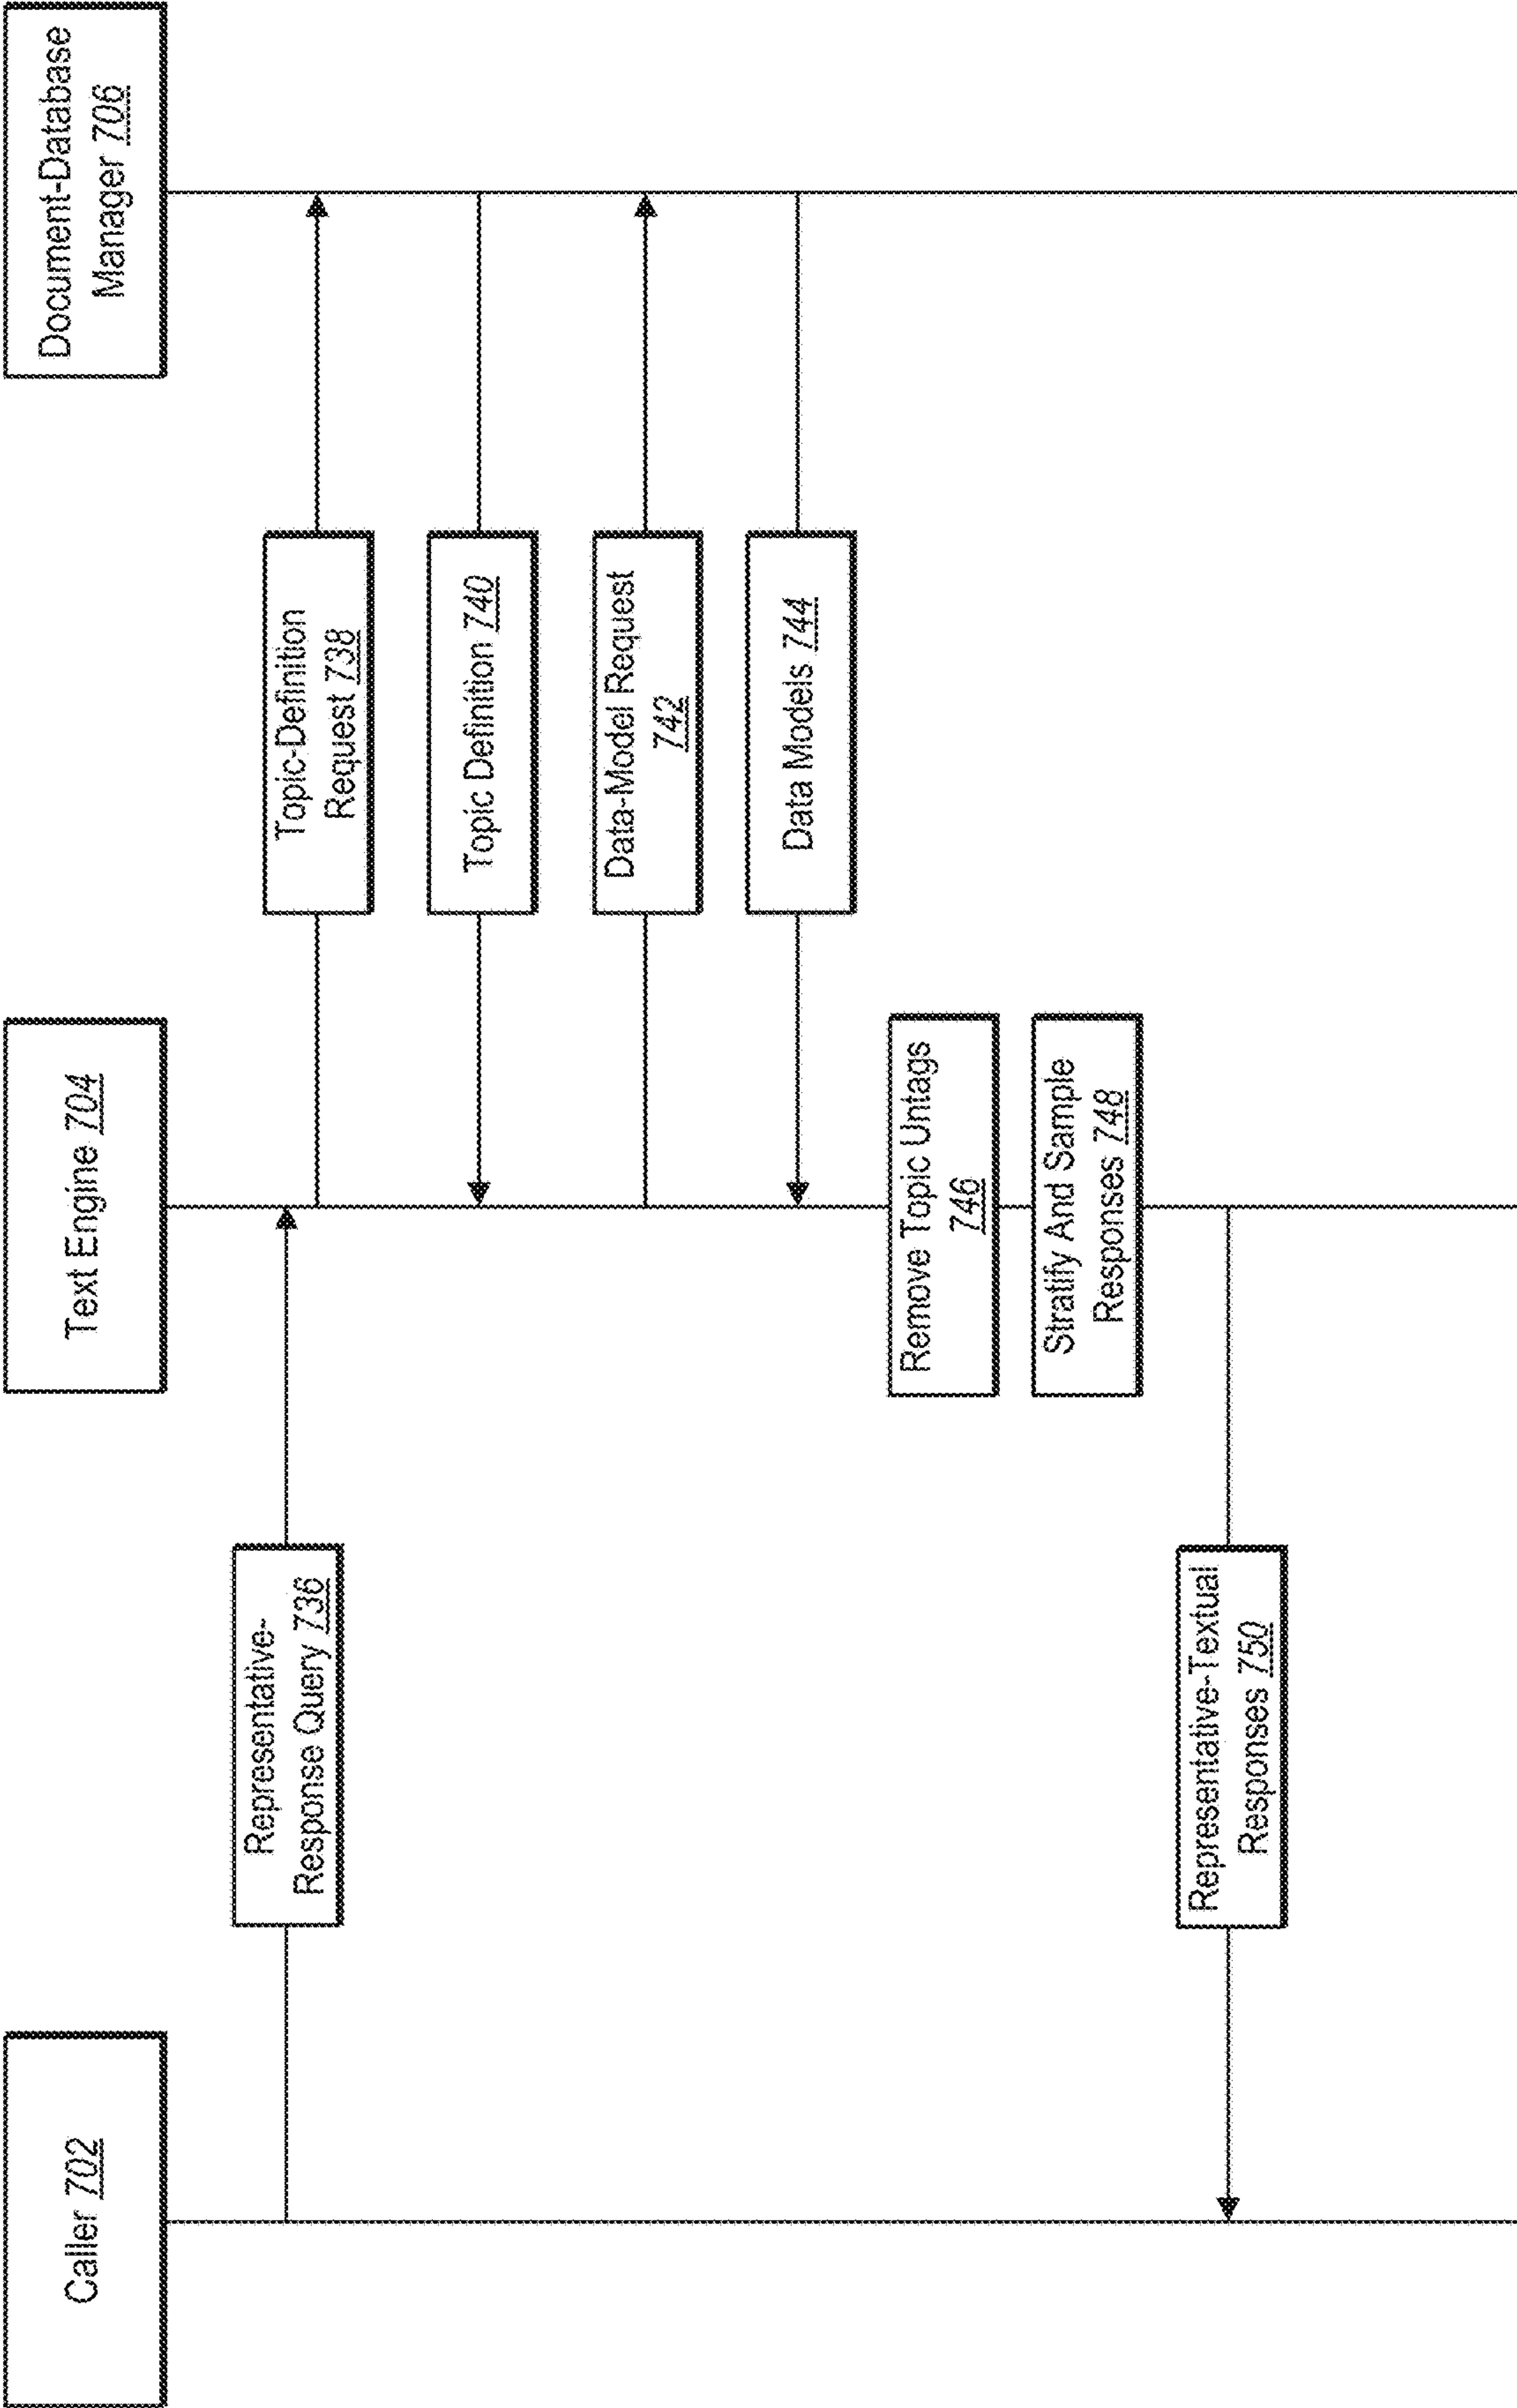 Caller 702
Text Engine 704
Document-Database
Manager 706
Representative-
Response Query 736
Topic-Definition
Request 738
Topic Definition 740
Data-Model Request
742
Data Models 744
Remove Topic Untags
746
Stratify And Sample
Responses 748
Representative-Textual
Responses 750